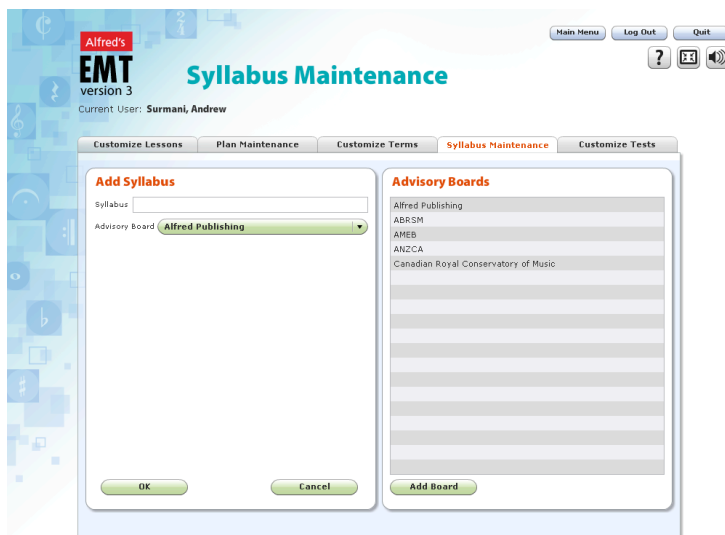 Main Menu Log Out Quit
Alfred's
EMT
version 3
Syllabus Maintenance
?
Current User: Surmani, Andrew
Customize Lessons Plan Maintenance Customize Terms Syllabus Maintenance Customize Tests
Add Syllabus
Syllabus
Advisory Board Alfred Publishing
OK Cancel
Advisory Boards
Alfred Publishing
ABRSM
AMEB
ANZCA
Canadian Royal Conservatory of Music
Add Board